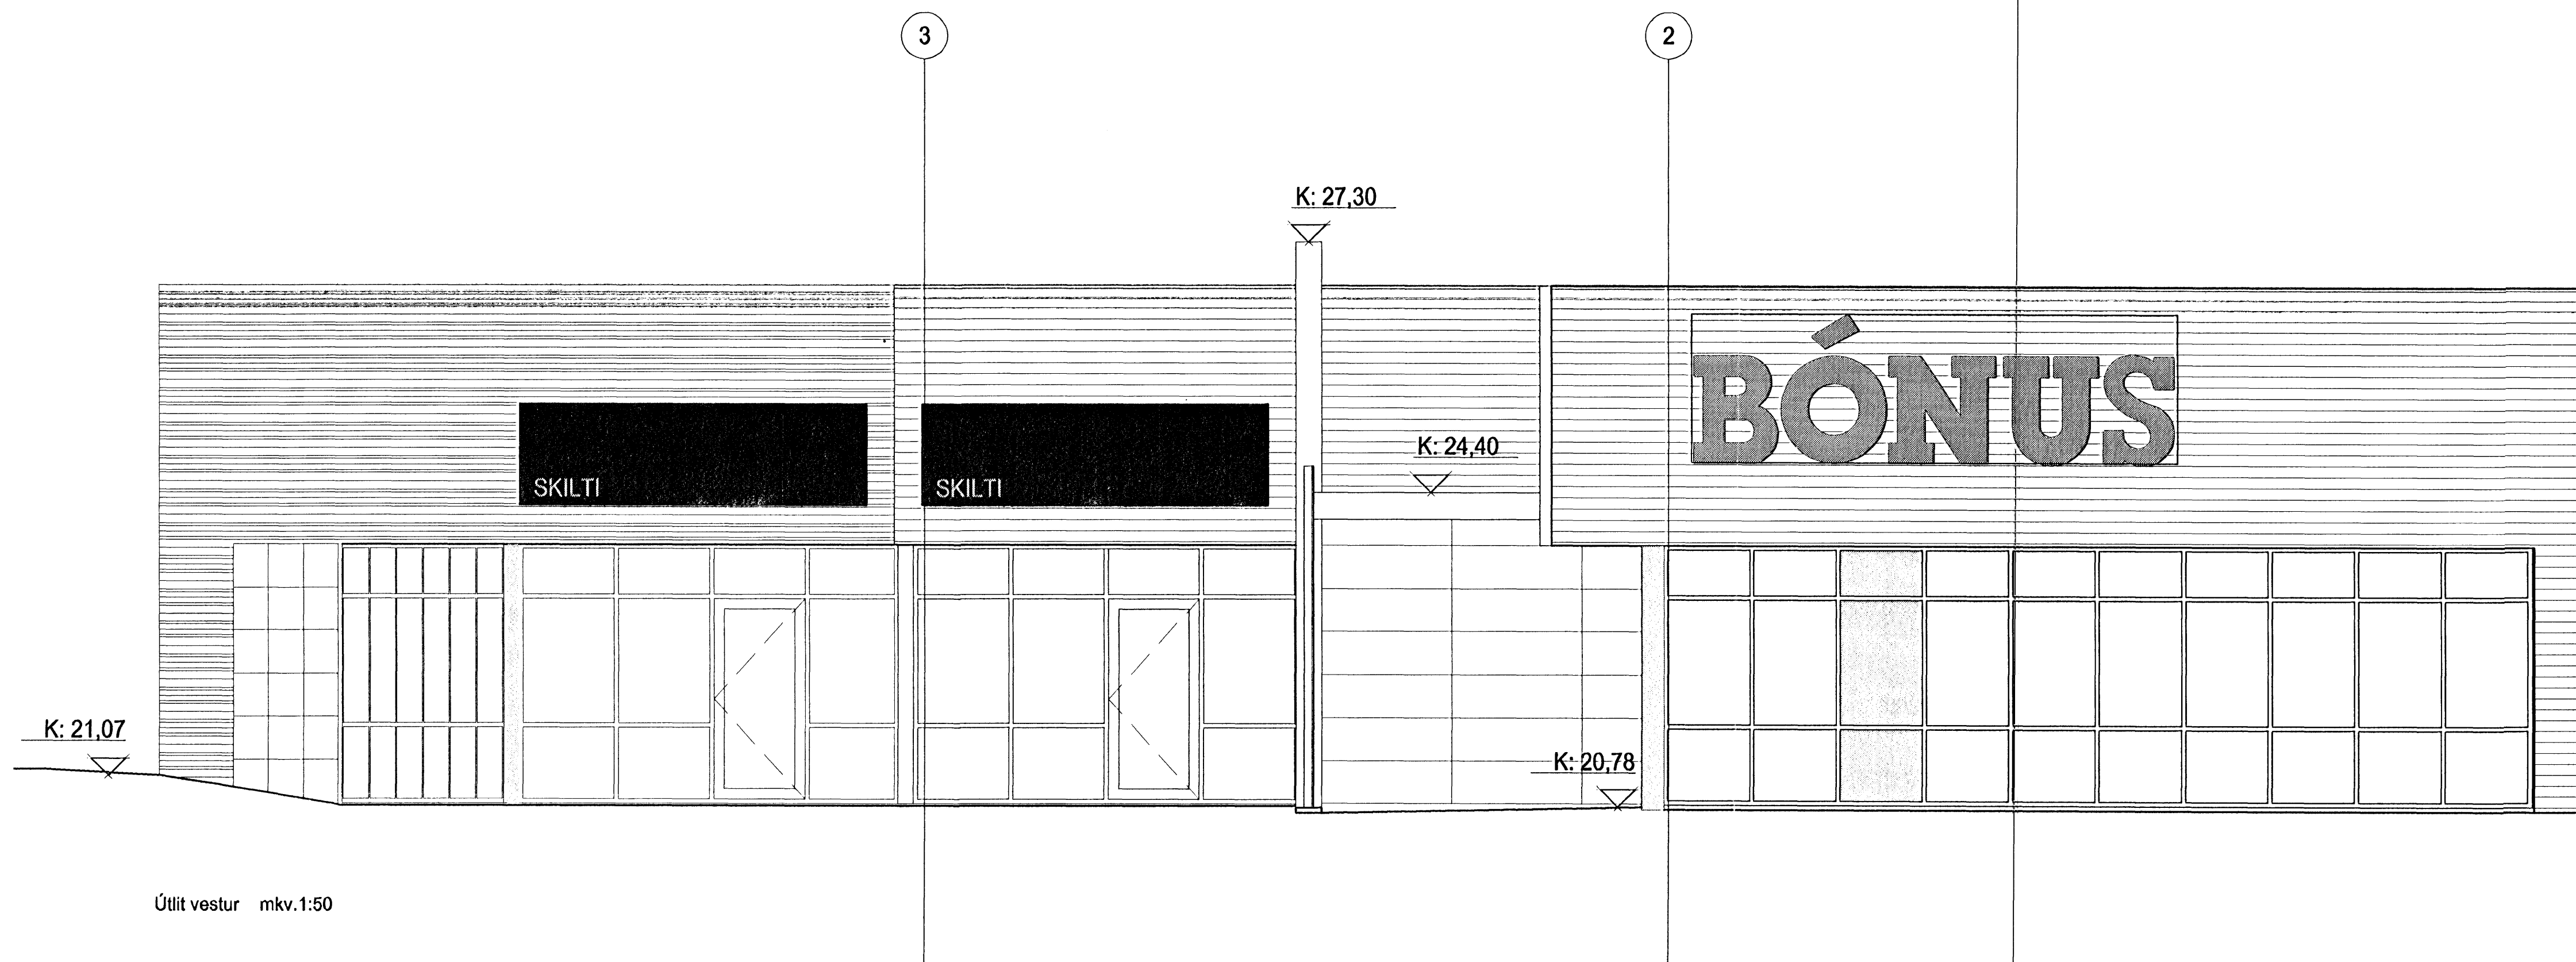 3
2
K: 27,30
BÓNUS
K: 24,40
SKILTI
SKILTI
K: 21,07
K: 20,78
Útlit vestur mkv.1:50